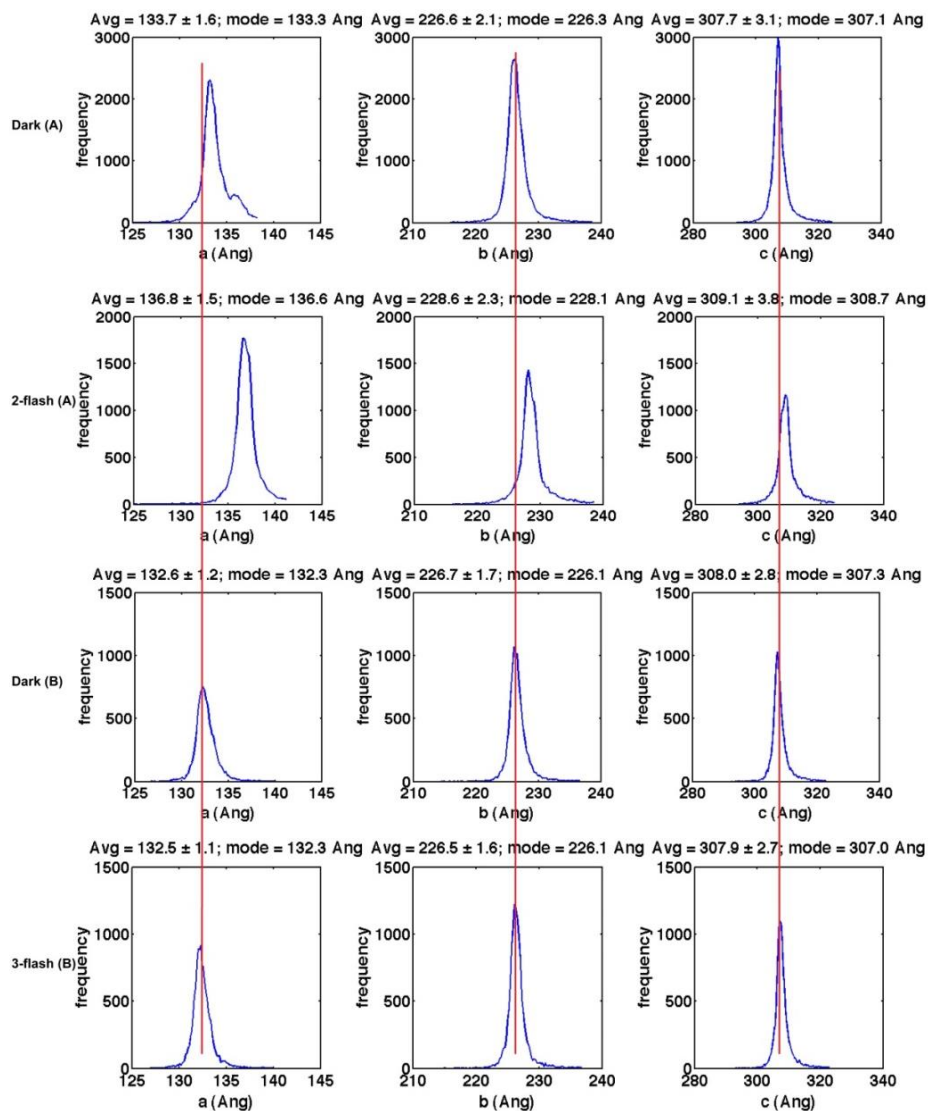 Avg = 133.7 ± 1.6; mode = 133.3 Ang Avg = 226.6 ± 2.1; mode = 226.3 Avg = 307.7 ± 3.1; mode = 307.1 Ang
Dark (A)
frequency
3000
2000
1000
0
125 135 145
a (Ang)
frequency
3000
2000
1000
0
210 220 230 240
b (Ang)
frequency
3000
2000
1000
0
280 300 320 340
c (Ang)
Avg = 136.8 ± 1.5; mode = 136.6 Ang Avg = 228.6 ± 2.3; mode = 228.1 Ang Avg = 309.1 ± 3.8; mode = 308.7 Ang
2-flash (A)
frequency
2000
1500
1000
500
0
125 130 135 140 145
a (Ang)
frequency
2000
1500
1000
500
0
210 220 230 240
b (Ang)
frequency
2000
1500
1000
500
0
280 300 320 340
c (Ang)
Avg = 132.6 ± 1.2; mode = 132.3 Ang Avg = 226.7 ± 1.7; mode = 226.1 Ang Avg = 308.0 ± 2.8; mode = 307.3 Ang
Dark (B)
frequency
1500
1000
500
0
125 130 135 140 145
a (Ang)
frequency
1500
1000
500
0
210 220 230 240
b (Ang)
frequency
1500
1000
500
0
280 300 320 340
c (Ang)
Avg = 132.5 ± 1.1; mode = 132.3 Ang Avg = 226.5 ± 1.6; mode = 226.1 Ang Avg = 307.9 ± 2.7; mode = 307.0 Ang
3-flash (B)
frequency
1500
1000
500
0
125 130 135 140 145
a (Ang)
frequency
1500
1000
500
0
210 220 230 240
b (Ang)
frequency
1500
1000
500
0
280 300 320 340
c (Ang)